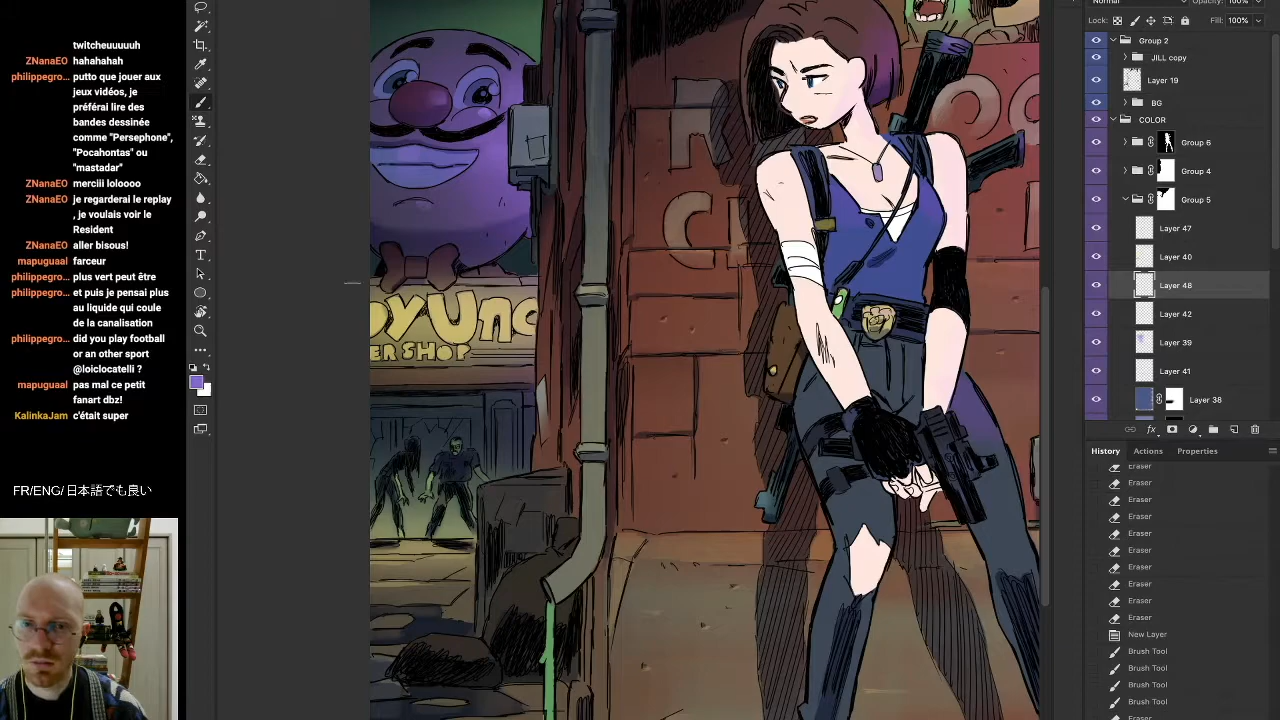 twitcheuuuuuh
ZNanaEO hahahahah
philippegro... putto que jouer aux
jeux vidéos, je
préférai lire des
bandes dessinée
comme "Persephone",
"Pocahontas" ou
"mastadar"
ZNanaEO merciii loloooo
ZNanaEO je regarderai le replay
, je voulais voir le
Resident
ZNanaEO aller bisous!
mapuguaal farceur
philippegro... plus vert peut être
philippegro... et puis je pensai plus
au liquide qui coule
de la canalisation
philippegro... did you play football
or an other sport
@loiclocatelli ?
mapuguaal pas mal ce petit
fanart dbz!
KalinkaJam c'était super
FR/ENG/日本語でも良い
OYUnc
ER SHOP
Normal Opacity: 100%
Lock: Fill: 100%
Group 2
JILL copy
Layer 19
BG
COLOR
Group 6
Group 4
Group 5
Layer 47
Layer 40
Layer 48
Layer 42
Layer 39
Layer 41
Layer 38
fx
History Actions Properties
Eraser
Eraser
Eraser
Eraser
Eraser
Eraser
Eraser
Eraser
Eraser
Eraser
New Layer
Brush Tool
Brush Tool
Brush Tool
Brush Tool
Eraser